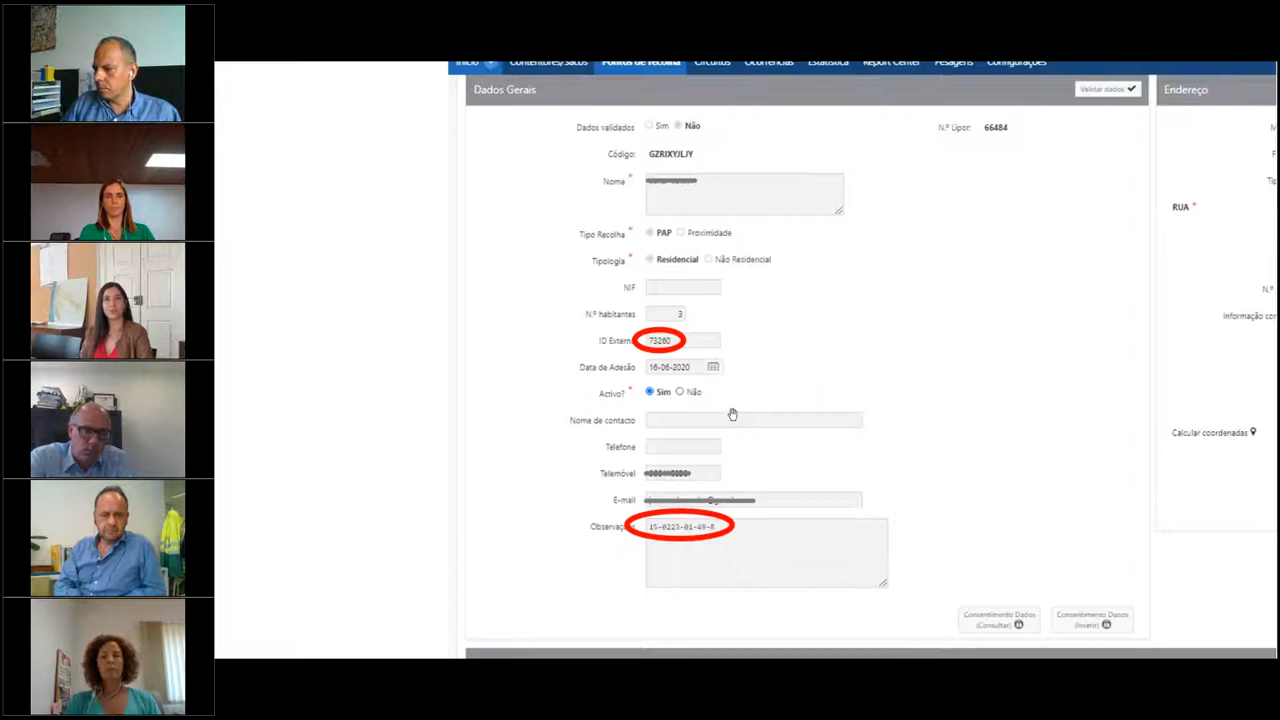 Início Contentores/Sacos Pontos de recolha Circuitos Ocorrências Estatística Report Center Pesagens Configurações
Dados Gerais
Validar dados
Endereço
Dados validados Sim Não
N.º Upor: 66484
Código: GZRIXYJLJY
Nome *
Tipo Recolha * PAP Proximidade
RUA *
Tipologia * Residencial Não Residencial
NIF
N.º habitantes 3
N.º
Informação cor
ID Extern 73260
Data de Adesão 16-06-2020
Activo? * Sim Não
Nome de contacto
Calcular coordenadas
Telefone
Telemóvel
E-mail
Observaç 15-0223-01-49-8
Consentimento Dados
(Consultar)
Consentimento Dados
(Inserir)